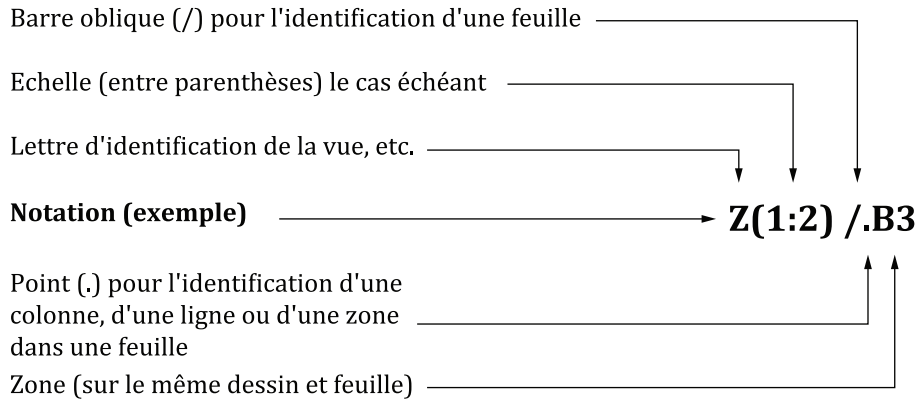 Barre oblique (/) pour l'identification d'une feuille
Echelle (entre parenthèses) le cas échéant
Lettre d'identification de la vue, etc.
Notation (exemple)
Z(1:2) /.B3
Point (.) pour l'identification d'une
colonne, d'une ligne ou d'une zone
dans une feuille
Zone (sur le même dessin et feuille)